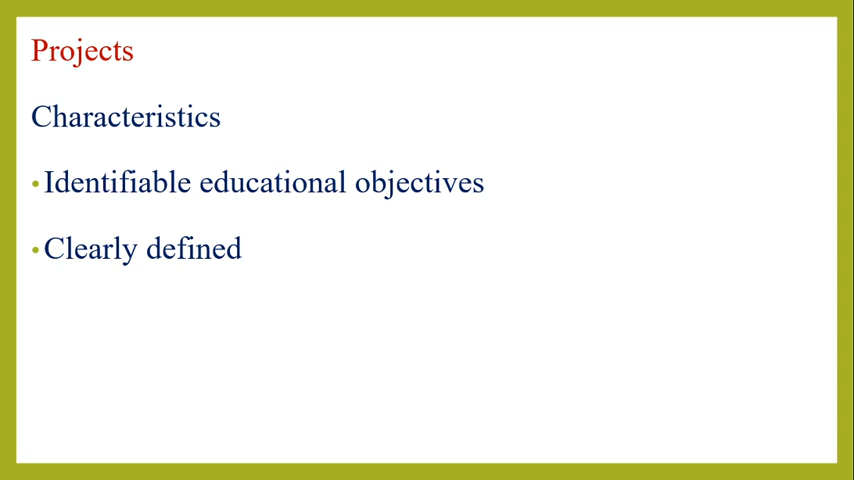 Projects
Characteristics
• Identifiable educational objectives
• Clearly defined